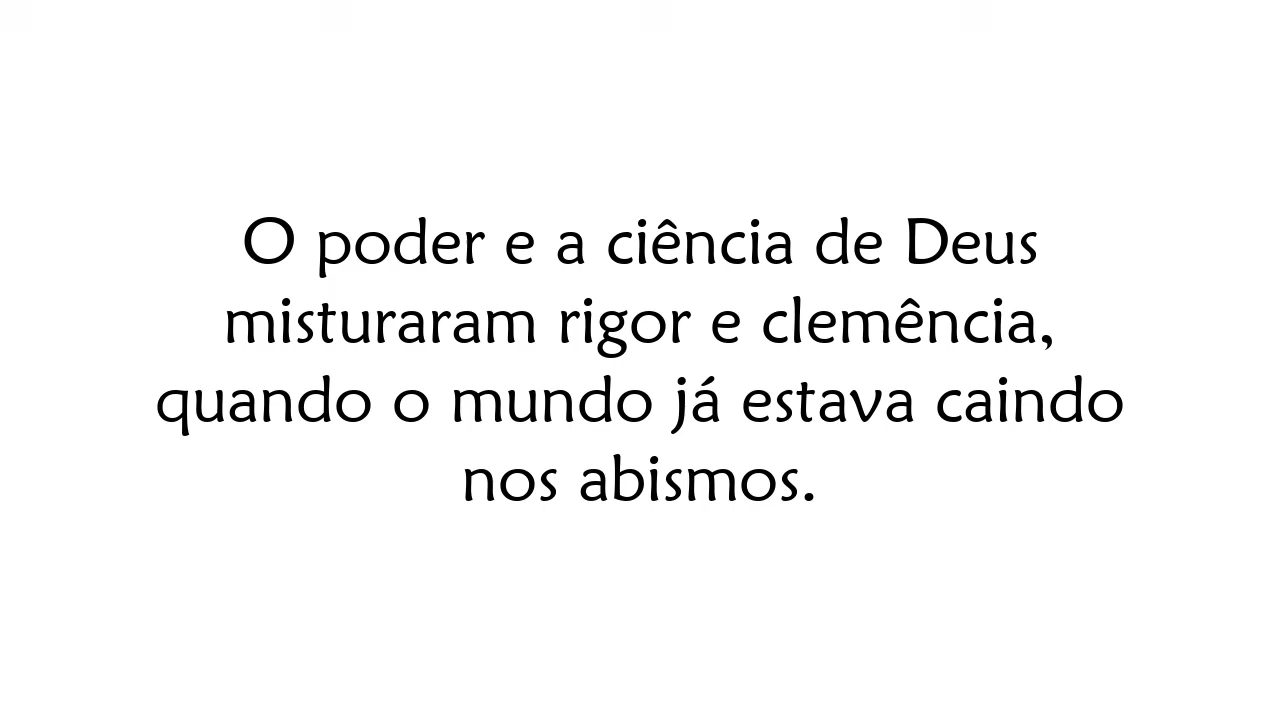 O poder e a ciência de Deus
misturaram rigor e clemência,
quando o mundo já estava caindo
nos abismos.